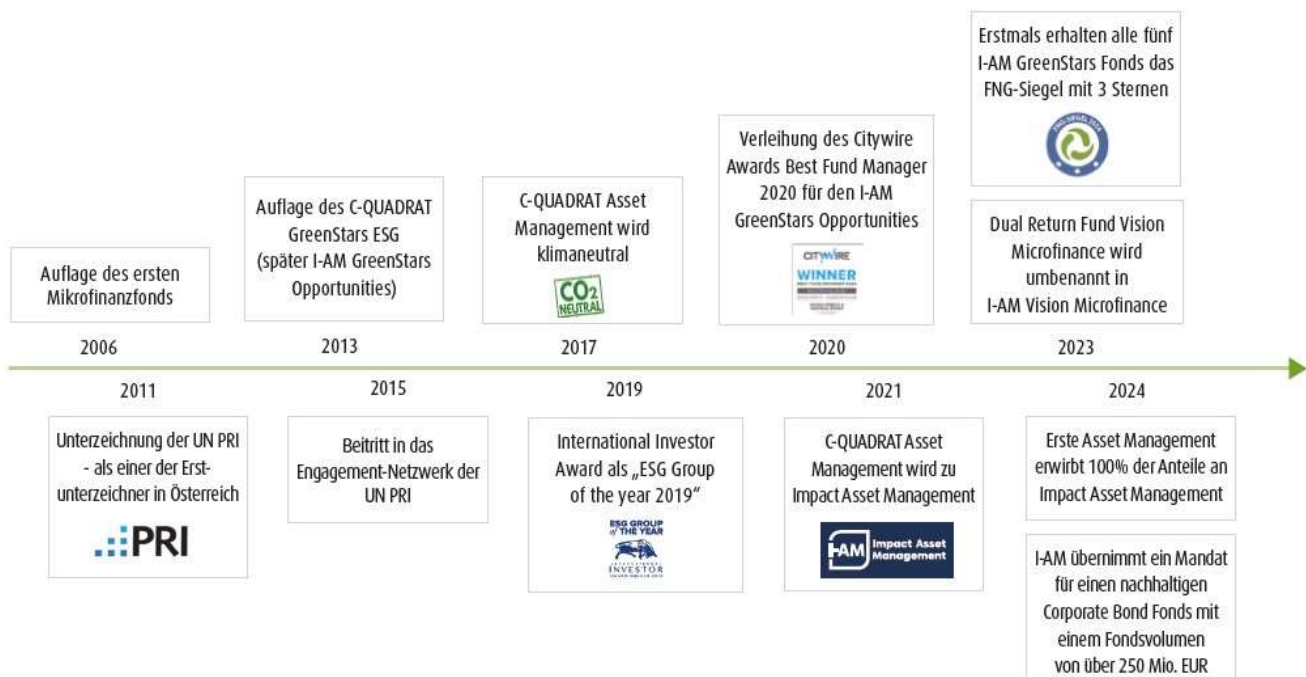 Auflage des ersten
Mikrofinanzfonds
2006
2011
Unterzeichnung der UN PRI
- als einer der Erst-
unterzeichner in Österreich
PRI
Auflage des C-QUADRAT
GreenStars ESG
(später I-AM GreenStars
Opportunities)
2013
2015
Beitritt in das
Engagement-Netzwerk der
UN PRI
C-QUADRAT Asset
Management wird
klimaneutral
CO2
NEUTRAL
2017
2019
International Investor
Award als „ESG Group
of the year 2019“
ESG GROUP
of THE YEAR
INTERNATIONAL
INVESTOR
Verleihung des Citywire
Awards Best Fund Manager
2020 für den I-AM
GreenStars Opportunities
CITYWIRE
WINNER
2020
2021
C-QUADRAT Asset
Management wird zu
Impact Asset Management
I-AM
Impact Asset
Management
Erstmals erhalten alle fünf
I-AM GreenStars Fonds das
FNG-Siegel mit 3 Sternen
FNG-SIEGEL 2024
Dual Return Fund Vision
Microfinance wird
umbenannt in
I-AM Vision Microfinance
2023
2024
Erste Asset Management
erwirbt 100% der Anteile an
Impact Asset Management
I-AM übernimmt ein Mandat
für einen nachhaltigen
Corporate Bond Fonds mit
einem Fondsvolumen
von über 250 Mio. EUR